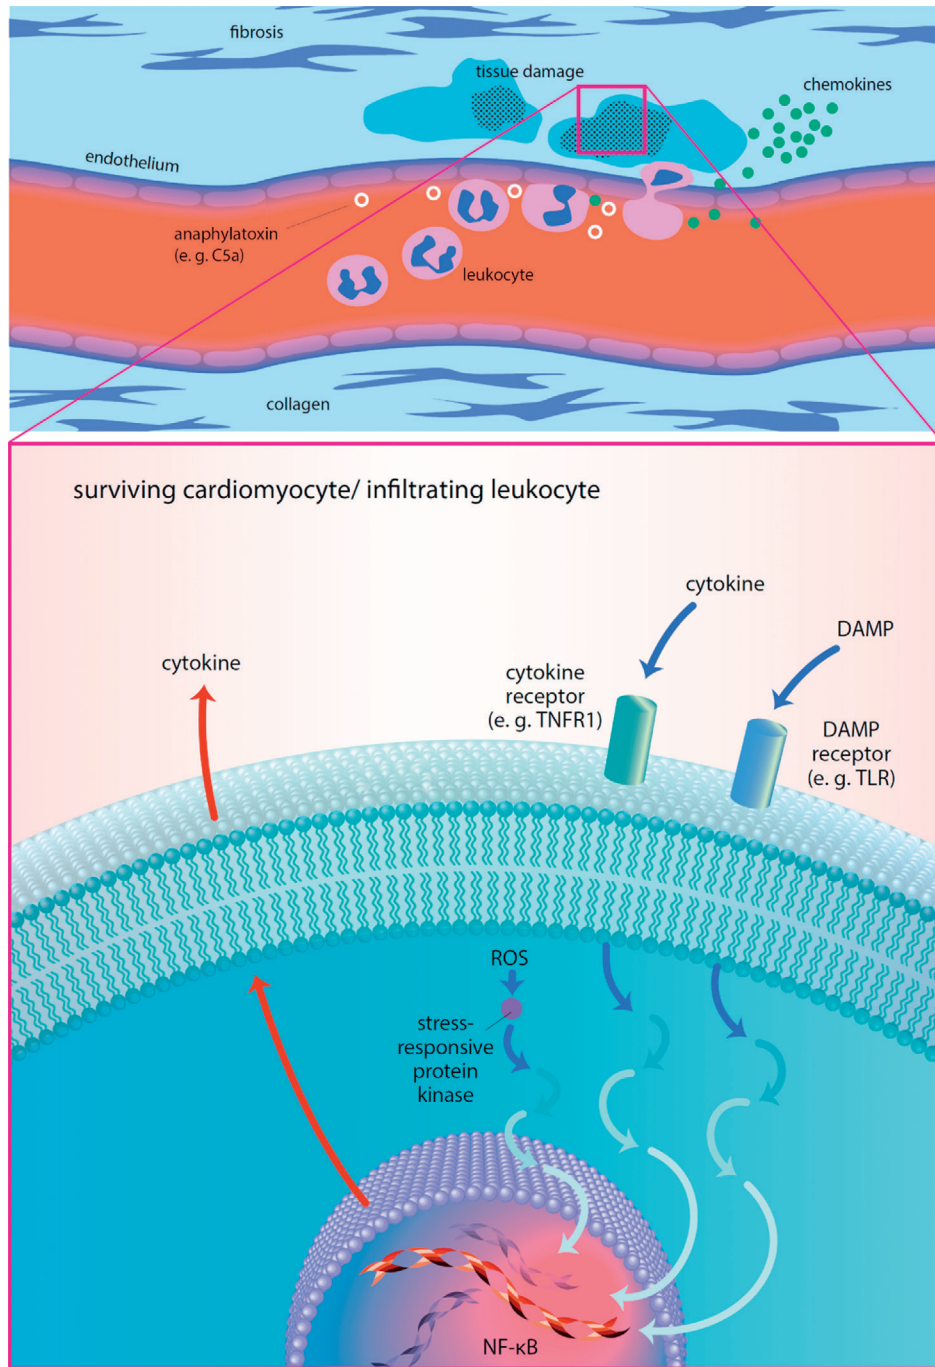 fibrosis
tissue damage
chemokines
endothelium
anaphylatoxin
(e. g. C5a)
leukocyte
collagen
surviving cardiomyocyte/ infiltrating leukocyte
cytokine
DAMP
cytokine
cytokine
receptor
(e. g. TNFR1)
DAMP
receptor
(e. g. TLR)
ROS
stress-
responsive
protein
kinase
NF-κB